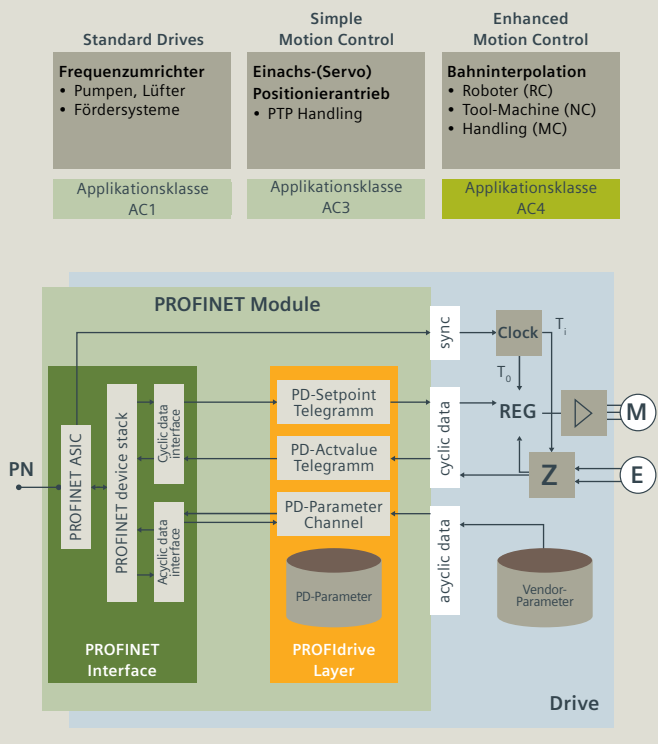 Standard Drives
Simple
Motion Control
Enhanced
Motion Control
Frequenzumrichter
• Pumpen, Lüfter
• Fördersysteme
Einachs-(Servo)
Positionierantrieb
• PTP Handling
Bahninterpolation
• Roboter (RC)
• Tool-Machine (NC)
• Handling (MC)
Applikationsklasse
AC1
Applikationsklasse
AC3
Applikationsklasse
AC4
PROFINET Module
sync
Clock
Ti
T0
PN
PROFINET ASIC
PROFINET device stack
Cyclic data
interface
Acyclic data
interface
PD-Setpoint
Telegramm
PD-Actvalue
Telegramm
PD-Parameter
Channel
PD-Parameter
cyclic data
acyclic data
REG
M
Z
E
Vendor-
Parameter
PROFINET
Interface
PROFIdrive
Layer
Drive